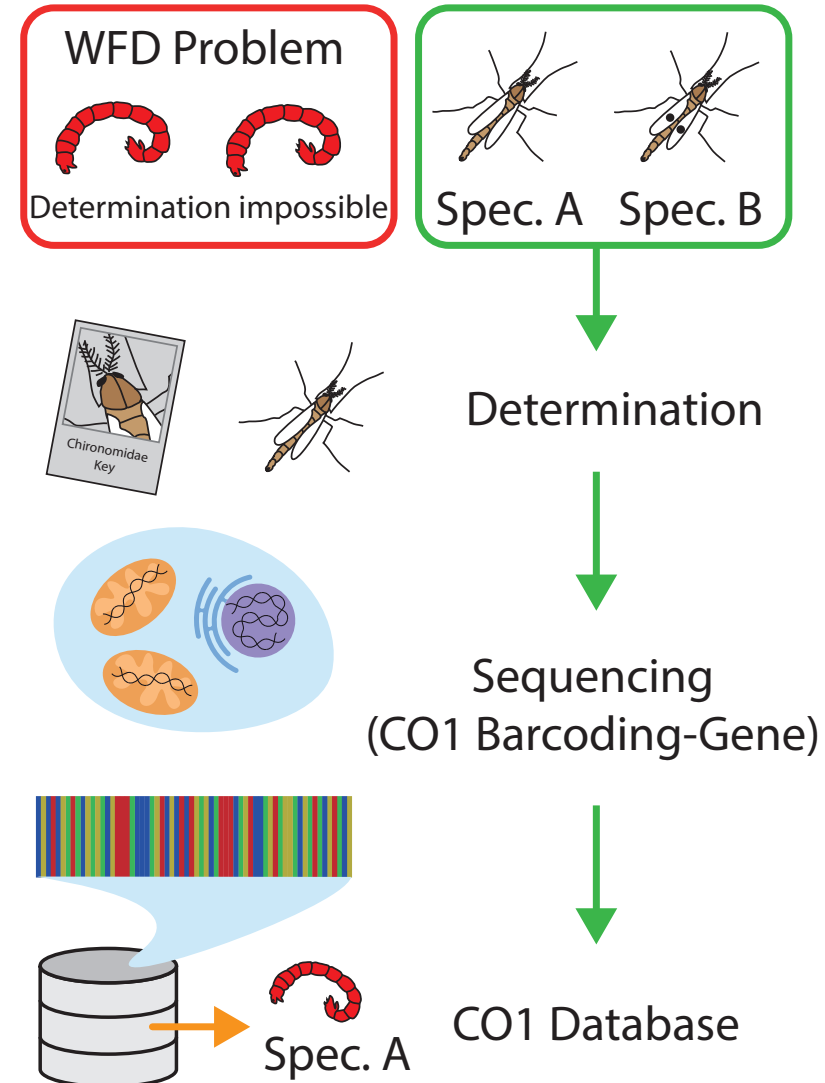 WFD Problem
Determination impossible
Spec. A
Spec. B
Chironomidae
Key
Determination
Sequencing
(CO1 Barcoding-Gene)
Spec. A
CO1 Database